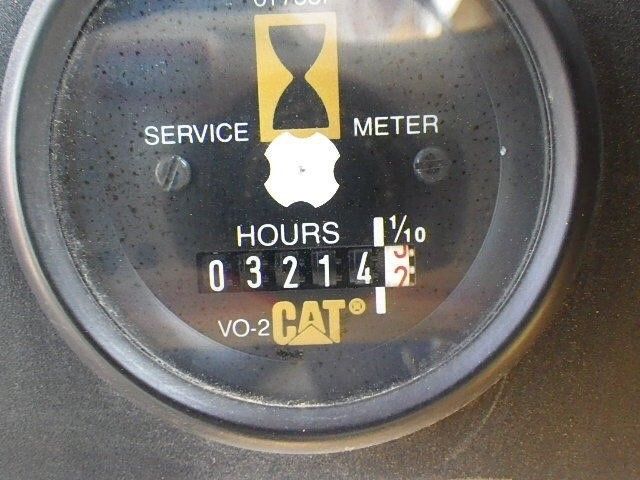 SERVICE METER
HOURS 1/10
03214
VO-2 CAT®